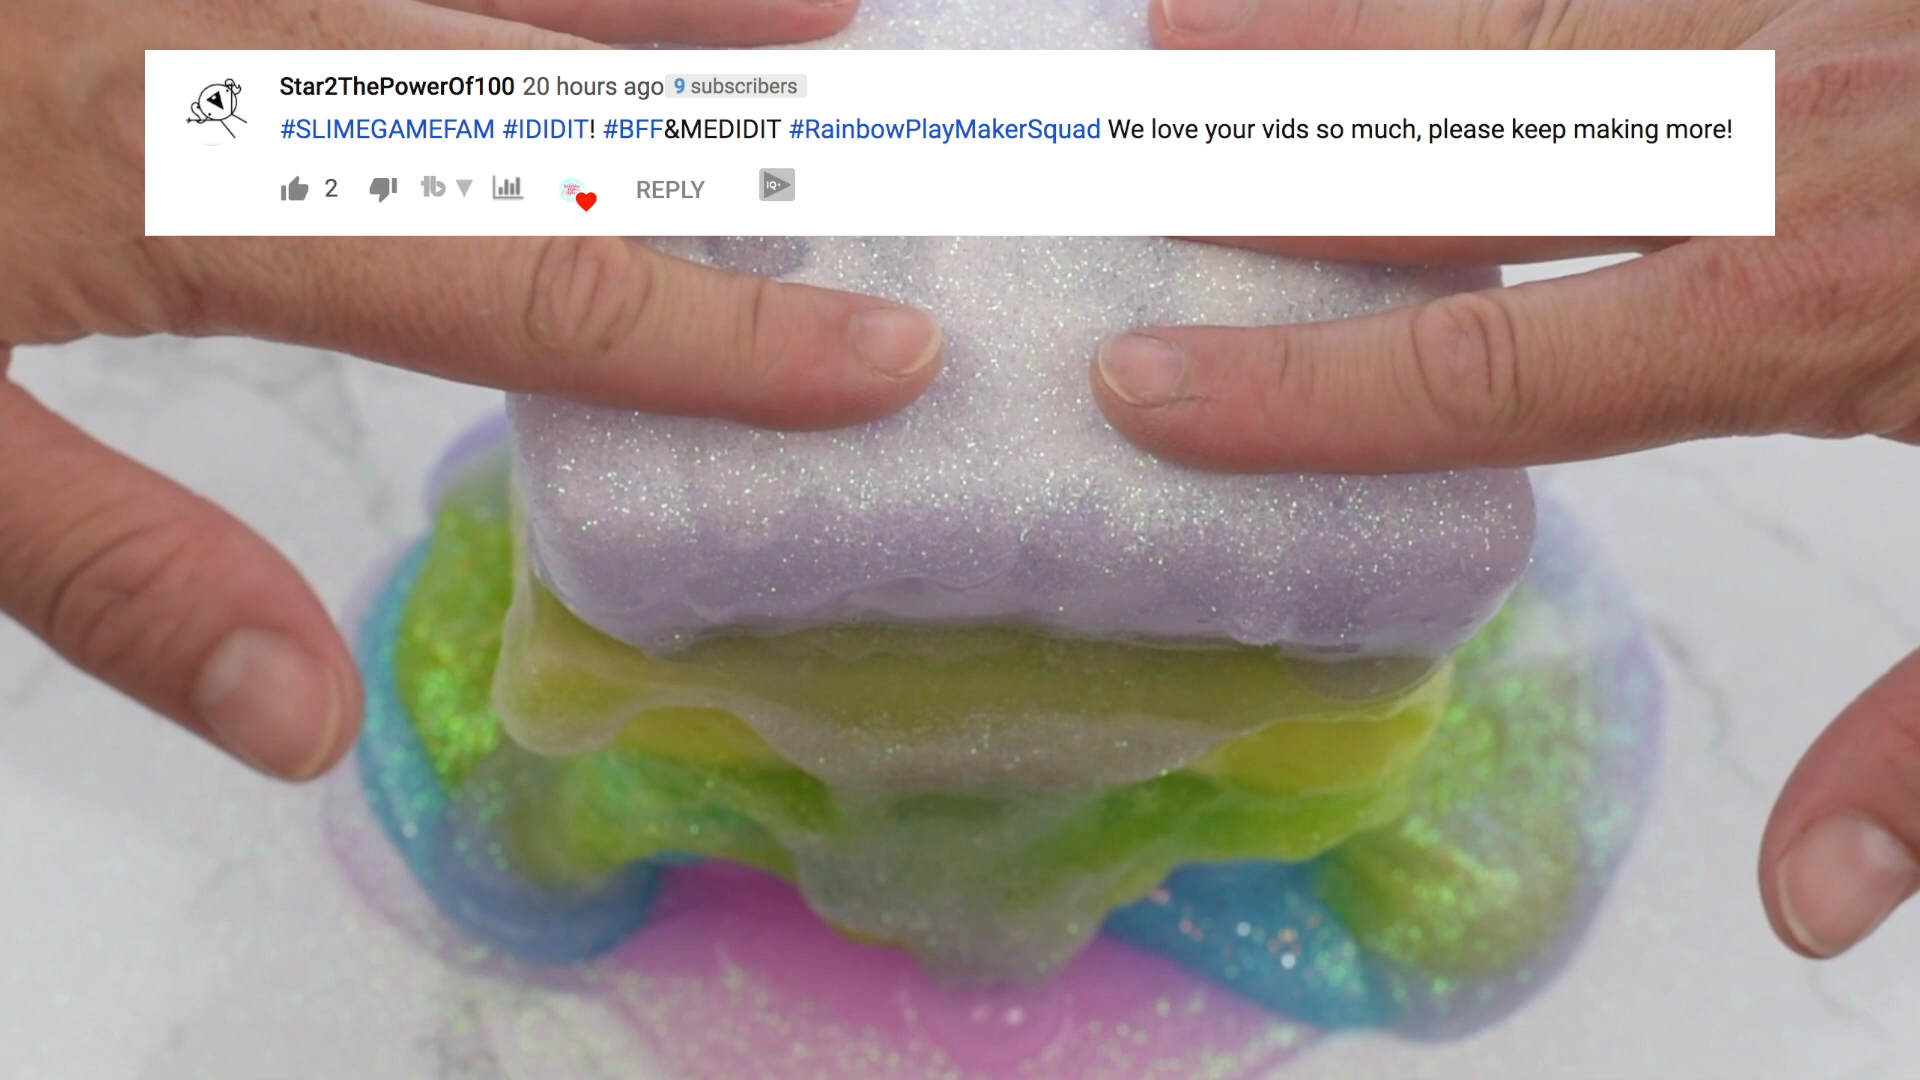 Star2ThePowerOf100 20 hours ago 9 subscribers
#SLIMEGAMEFAM #IDIDIT! #BFF&MEDIDIT #RainbowPlayMakerSquad We love your vids so much, please keep making more!
2 REPLY IQ+